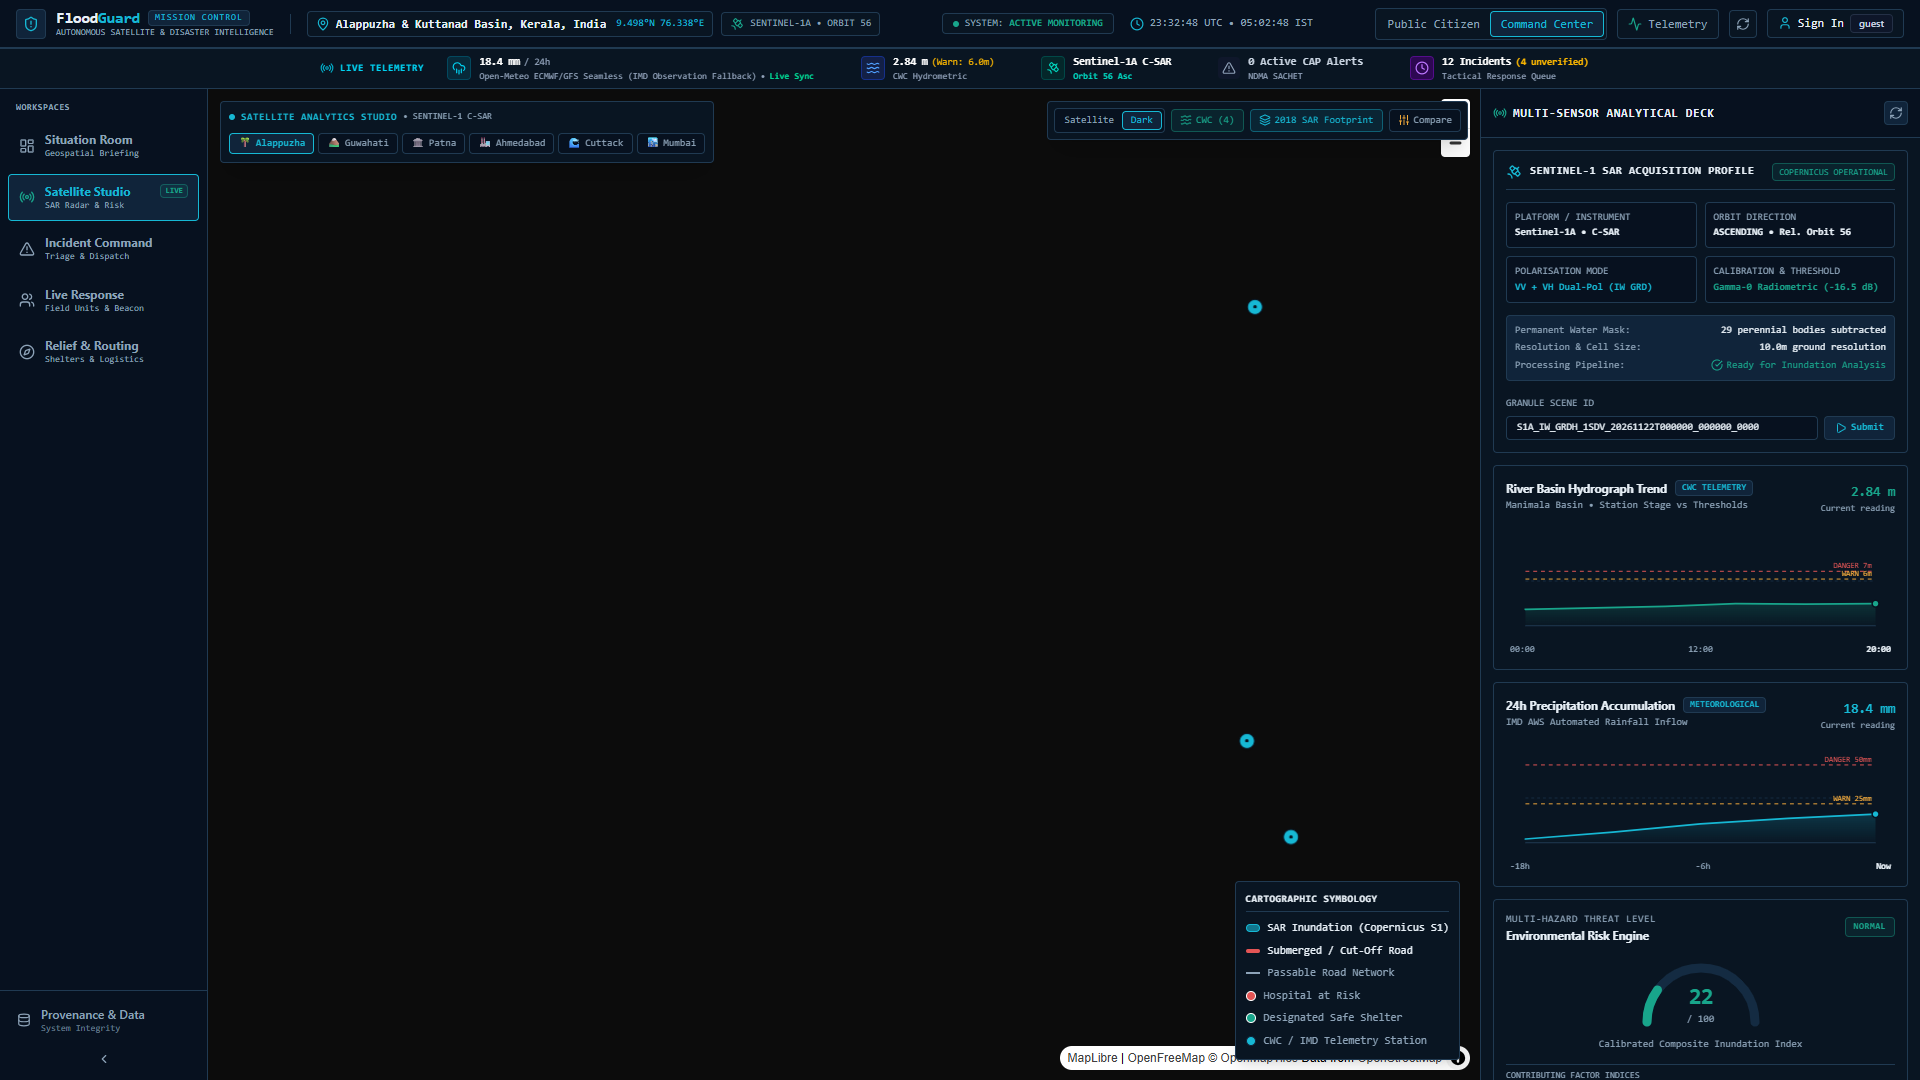 FloodGuard MISSION CONTROL
AUTONOMOUS SATELLITE & DISASTER INTELLIGENCE
Alappuzha & Kuttanad Basin, Kerala, India 9.498°N 76.338°E
SENTINEL-1A • ORBIT 56
SYSTEM: ACTIVE MONITORING
23:32:48 UTC • 05:02:48 IST
Public Citizen
Command Center
Telemetry
Sign In guest
LIVE TELEMETRY
18.4 mm / 24h
Open-Meteo ECMWF/GFS Seamless (IMD Observation Fallback) • Live Sync
2.84 m (Warn: 6.0m)
CWC Hydrometric
Sentinel-1A C-SAR
Orbit 56 Asc
0 Active CAP Alerts
NDMA SACHET
12 Incidents (4 unverified)
Tactical Response Queue
WORKSPACES
Situation Room
Geospatial Briefing
Satellite Studio LIVE
SAR Radar & Risk
Incident Command
Triage & Dispatch
Live Response
Field Units & Beacon
Relief & Routing
Shelters & Logistics
Provenance & Data
System Integrity
SATELLITE ANALYTICS STUDIO • SENTINEL-1 C-SAR
Alappuzha
Guwahati
Patna
Ahmedabad
Cuttack
Mumbai
Satellite
Dark
CWC (4)
2018 SAR Footprint
Compare
CARTOGRAPHIC SYMBOLOGY
SAR Inundation (Copernicus S1)
Submerged / Cut-Off Road
Passable Road Network
Hospital at Risk
Designated Safe Shelter
CWC / IMD Telemetry Station
MapLibre | OpenFreeMap © OpenMapTiles Data from OpenStreetMap
MULTI-SENSOR ANALYTICAL DECK
SENTINEL-1 SAR ACQUISITION PROFILE
COPERNICUS OPERATIONAL
PLATFORM / INSTRUMENT
Sentinel-1A • C-SAR
ORBIT DIRECTION
ASCENDING • Rel. Orbit 56
POLARISATION MODE
VV + VH Dual-Pol (IW GRD)
CALIBRATION & THRESHOLD
Gamma-0 Radiometric (-16.5 dB)
Permanent Water Mask: 29 perennial bodies subtracted
Resolution & Cell Size: 10.0m ground resolution
Processing Pipeline: Ready for Inundation Analysis
GRANULE SCENE ID
S1A_IW_GRDH_1SDV_20261122T000000_000000_0000
Submit
River Basin Hydrograph Trend CWC TELEMETRY
Manimala Basin • Station Stage vs Thresholds
2.84 m
Current reading
DANGER 7m
WARN 6m
00:00 12:00 20:00
24h Precipitation Accumulation METEOROLOGICAL
IMD AWS Automated Rainfall Inflow
18.4 mm
Current reading
DANGER 50mm
WARN 25mm
-18h -6h Now
MULTI-HAZARD THREAT LEVEL
Environmental Risk Engine
NORMAL
22
/ 100
Calibrated Composite Inundation Index
CONTRIBUTING FACTOR INDICES